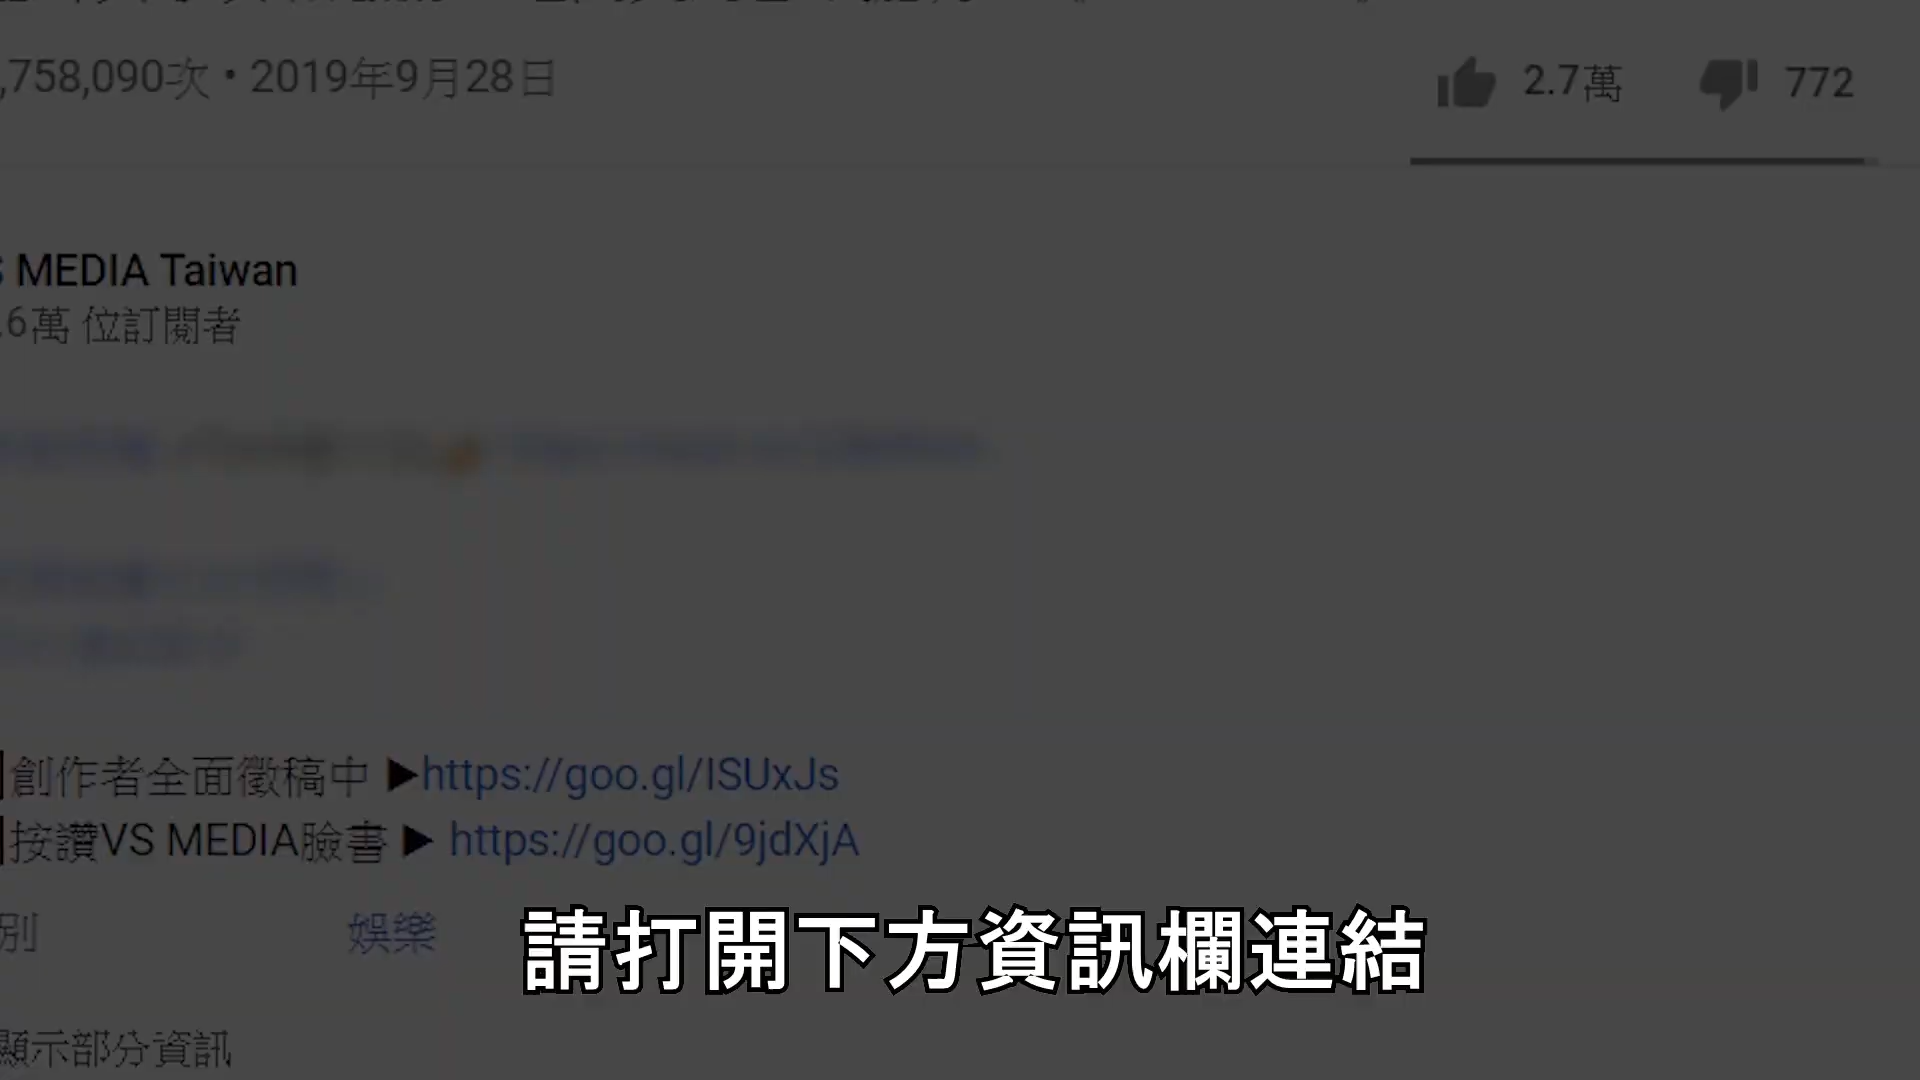 ,758,090次 • 2019年9月28日
2.7萬 772
MEDIA Taiwan
.6萬 位訂閱者
創作者全面徵稿中 ▶https://goo.gl/ISUxJs
按讚VS MEDIA臉書 ▶ https://goo.gl/9jdXjA
別 娛樂
請打開下方資訊欄連結
顯示部分資訊